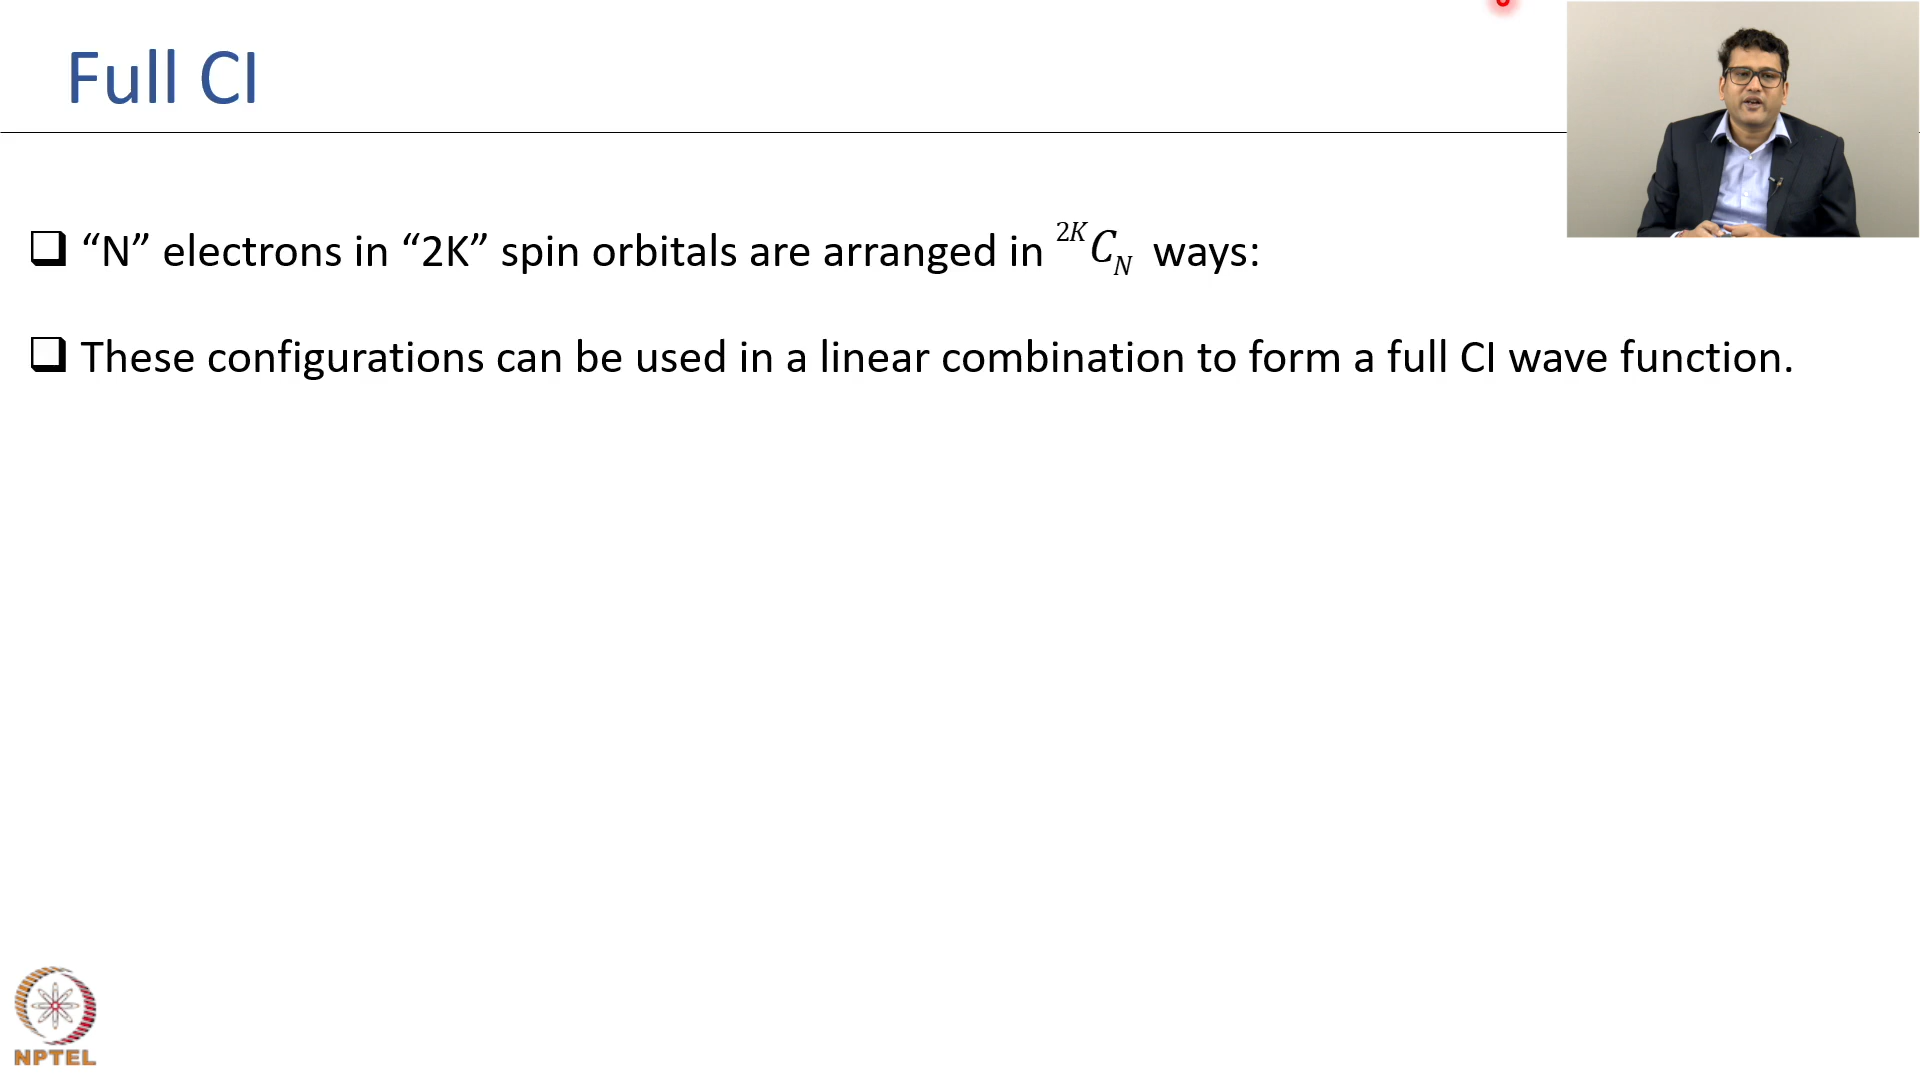 Full CI
“N” electrons in “2K” spin orbitals are arranged in ²ᴷC_N ways:
These configurations can be used in a linear combination to form a full CI wave function.
NPTEL